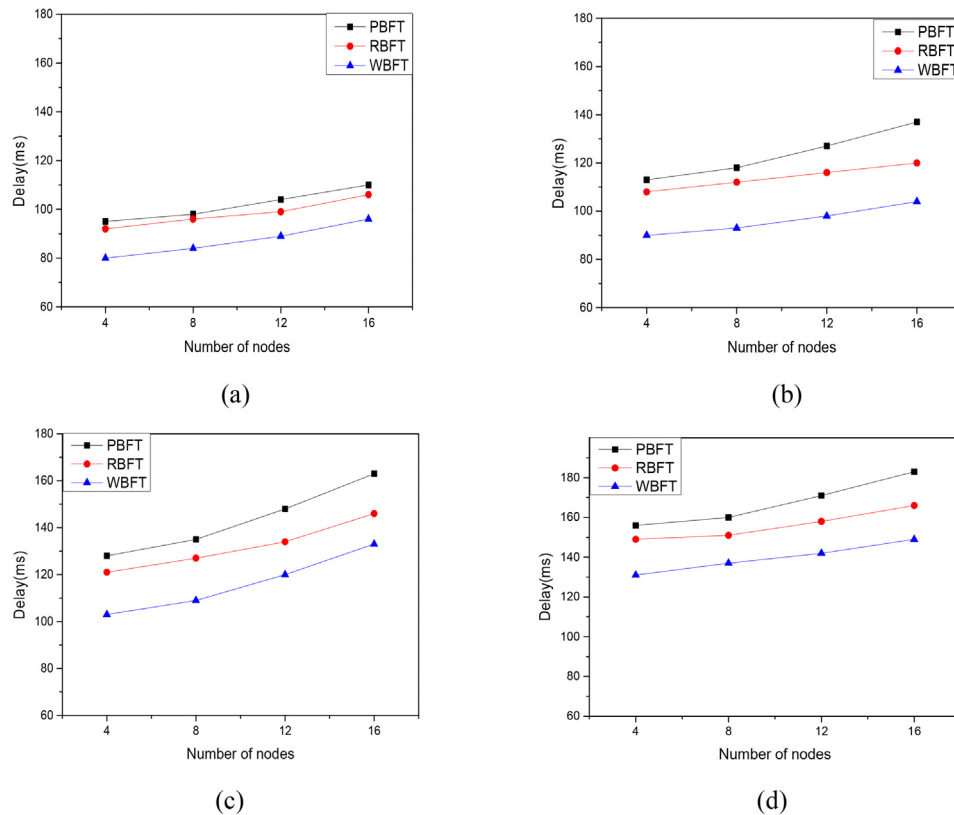 180
160
140
120
100
80
60
Delay(ms)
PBFT
RBFT
WBFT
4 8 12 16
Number of nodes
(a)
180
160
140
120
100
80
60
Delay(ms)
PBFT
RBFT
WBFT
4 8 12 16
Number of nodes
(b)
180
160
140
120
100
80
60
Delay(ms)
PBFT
RBFT
WBFT
4 8 12 16
Number of nodes
(c)
180
160
140
120
100
80
60
Delay(ms)
PBFT
RBFT
WBFT
4 8 12 16
Number of nodes
(d)